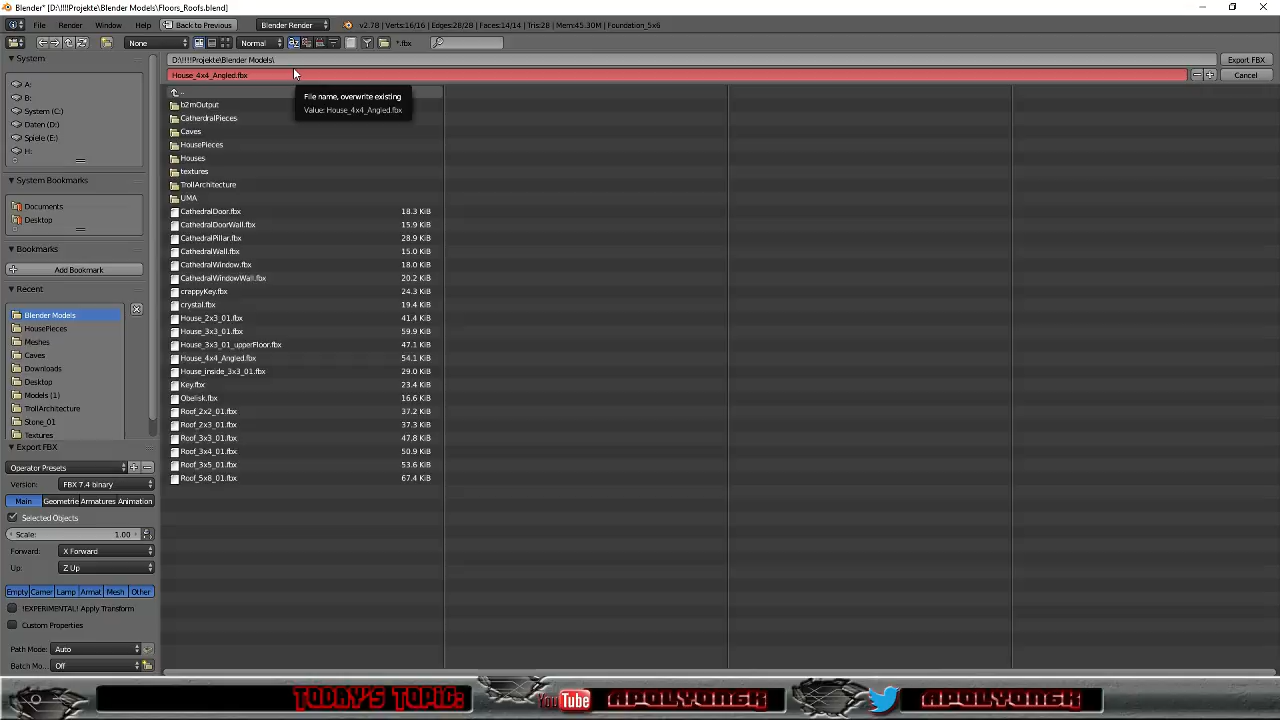 Blender* [D:\!!!!Projekte\Blender Models\Floors_Roofs.blend]
File Render Window Help Back to Previous Blender Render v2.78 | Verts:16/16 | Edges:28/28 | Faces:14/14 | Tris:28 | Mem:45.30M | Foundation_5x6
None Normal *.fbx
System
D:\!!!!Projekte\Blender Models\ Export FBX
House_4x4_Angled.fbx Cancel
A:
B:
System (C:)
Daten (D:)
Spiele (E:)
H:
System Bookmarks
Documents
Desktop
Bookmarks
Add Bookmark
Recent
Blender Models
HousePieces
Meshes
Caves
Downloads
Desktop
Models (1)
TrollArchitecture
Stone_01
Textures
Export FBX
Operator Presets
Version: FBX 7.4 binary
Main Geometrie Armatures Animation
Selected Objects
Scale: 1.00
Forward: X Forward
Up: Z Up
Empty Camer Lamp Armat Mesh Other
!EXPERIMENTAL! Apply Transform
Custom Properties
Path Mode: Auto
Batch Mo... Off
..
b2mOutput
CatherdralPieces
Caves
HousePieces
Houses
textures
TrollArchitecture
UMA
CathedralDoor.fbx 18.3 KiB
CathedralDoorWall.fbx 15.9 KiB
CathedralPillar.fbx 28.9 KiB
CathedralWall.fbx 15.0 KiB
CathedralWindow.fbx 18.0 KiB
CathedralWindowWall.fbx 20.2 KiB
crappyKey.fbx 24.3 KiB
crystal.fbx 19.4 KiB
House_2x3_01.fbx 41.4 KiB
House_3x3_01.fbx 59.9 KiB
House_3x3_01_upperFloor.fbx 47.1 KiB
House_4x4_Angled.fbx 54.1 KiB
House_inside_3x3_01.fbx 29.0 KiB
Key.fbx 23.4 KiB
Obelisk.fbx 16.6 KiB
Roof_2x2_01.fbx 37.2 KiB
Roof_2x3_01.fbx 37.3 KiB
Roof_3x3_01.fbx 47.8 KiB
Roof_3x4_01.fbx 50.9 KiB
Roof_3x5_01.fbx 53.6 KiB
Roof_5x8_01.fbx 67.4 KiB
File name, overwrite existing
Value: House_4x4_Angled.fbx
TODAY'S TOPIC: YouTube APOLYONGK APOLYONGK